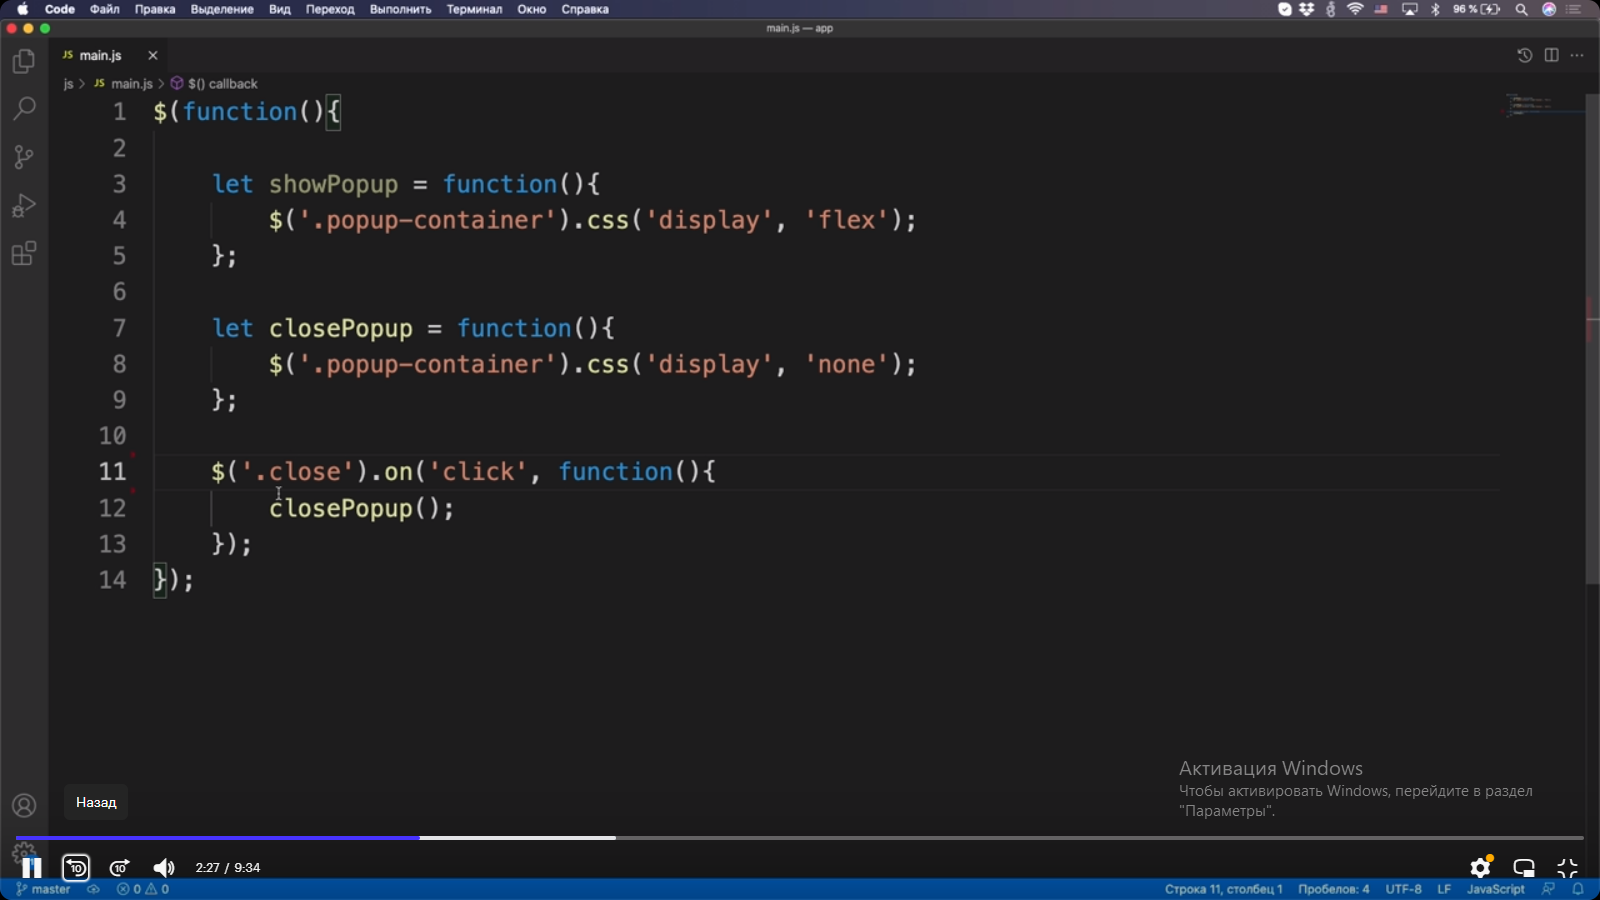 Code Файл Правка Выделение Вид Переход Выполнить Терминал Окно Справка 96 %
main.js — app
JS main.js
js > JS main.js > $() callback
1 $(function(){
2
3 let showPopup = function(){
4 $('.popup-container').css('display', 'flex');
5 };
6
7 let closePopup = function(){
8 $('.popup-container').css('display', 'none');
9 };
10
11 $('.close').on('click', function(){
12 closePopup();
13 });
14 });
Активация Windows
Чтобы активировать Windows, перейдите в раздел
"Параметры".
Назад
10 10 2:27 / 9:34
master 0 0 Строка 11, столбец 1 Пробелов: 4 UTF-8 LF JavaScript